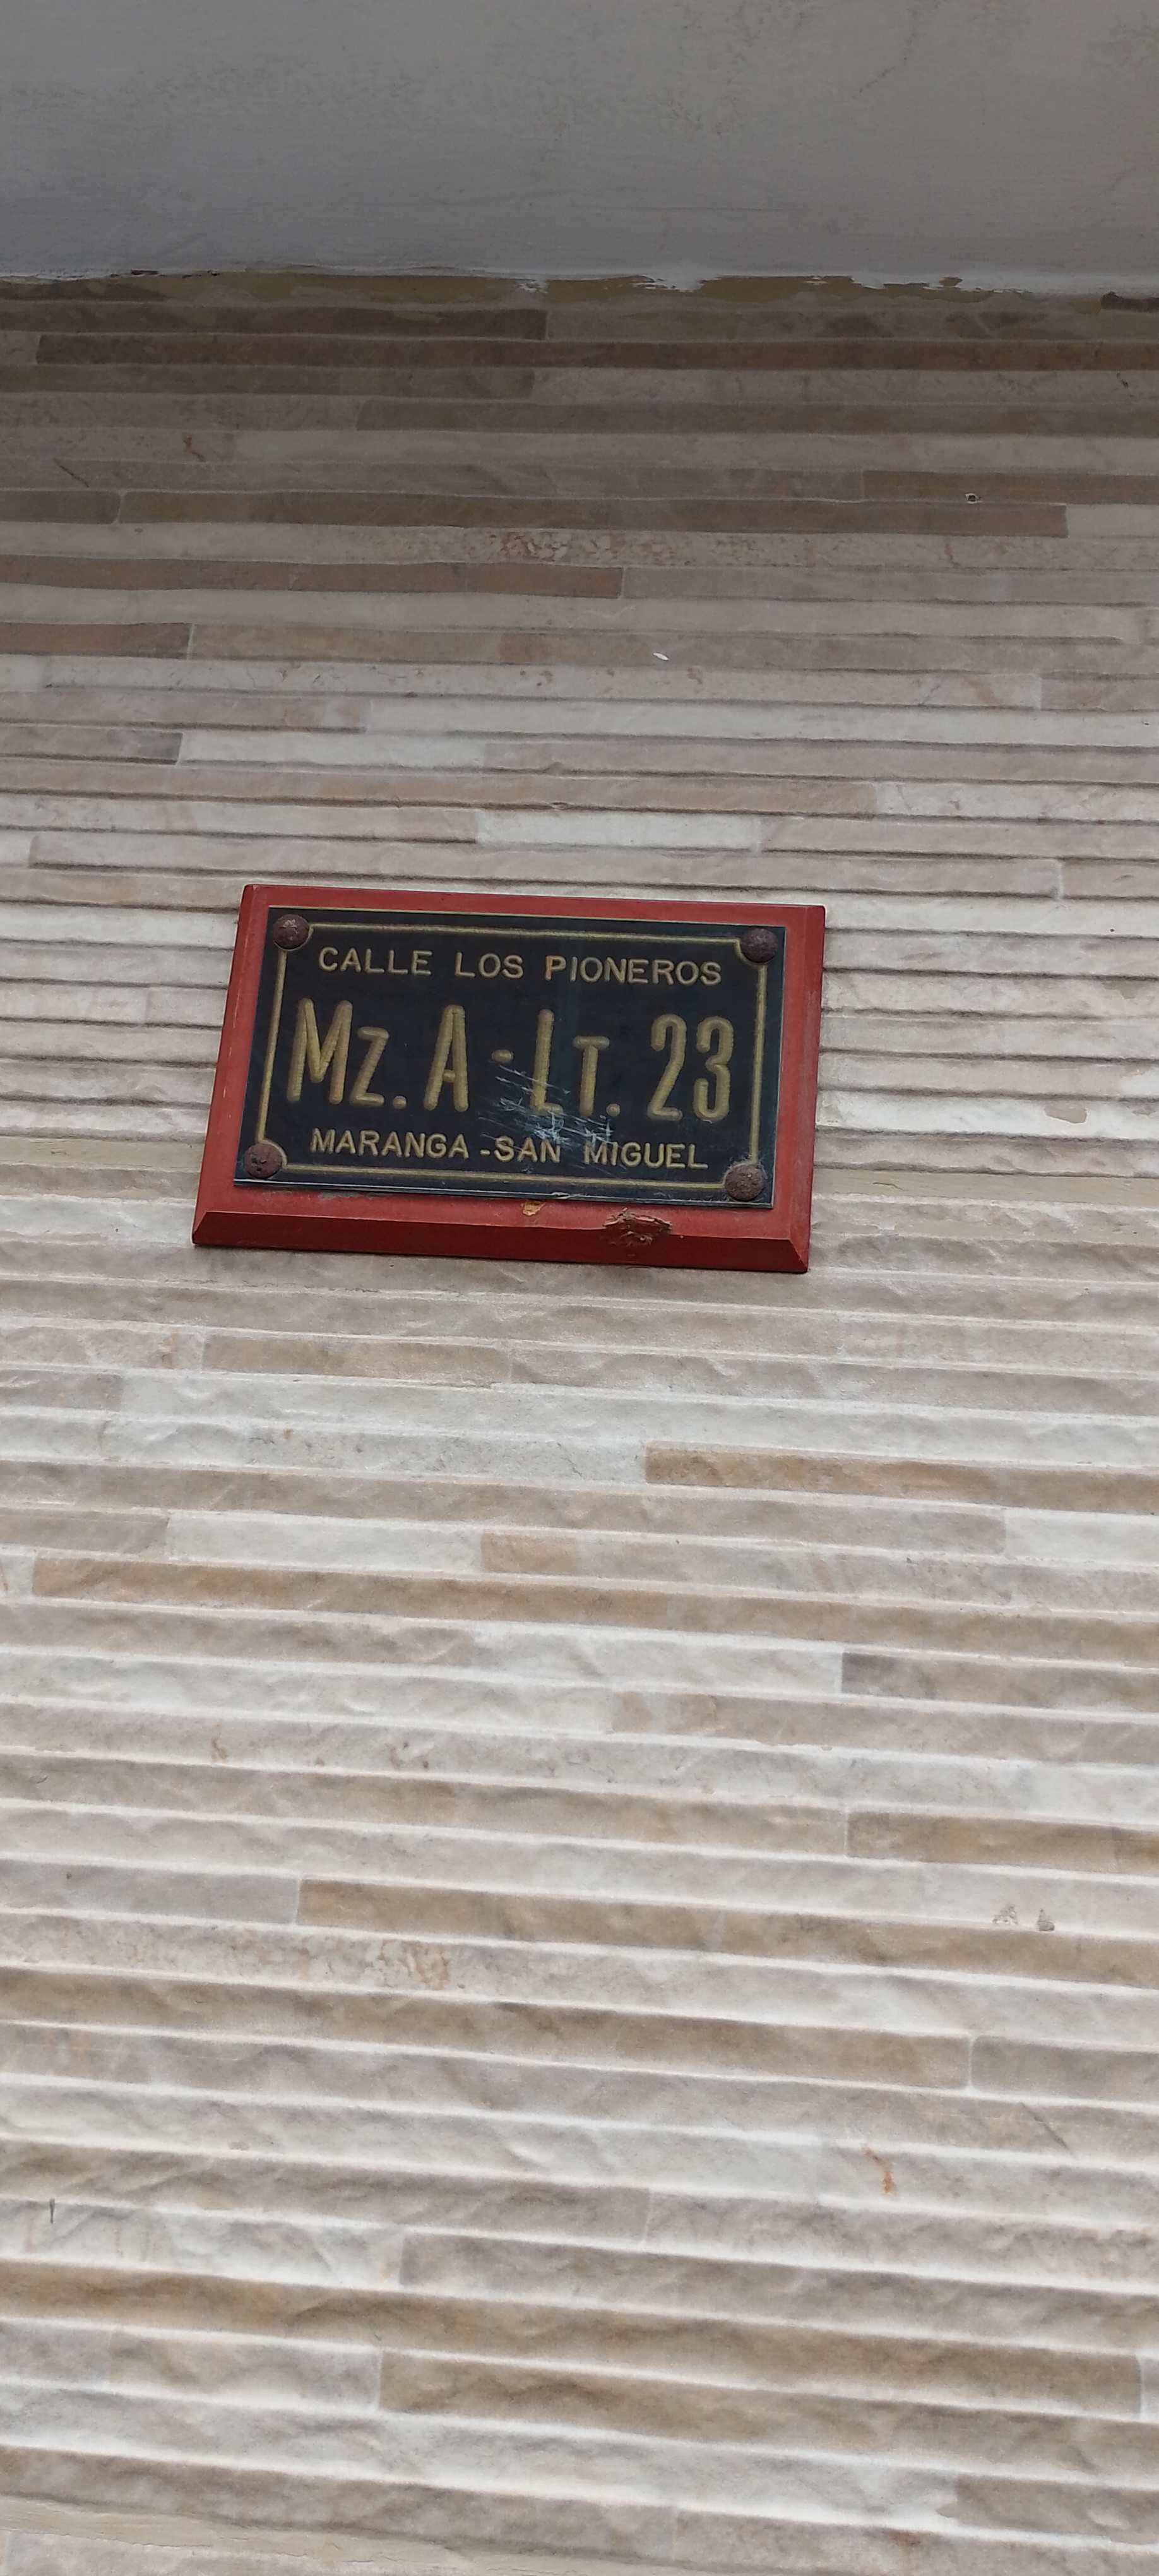 CALLE LOS PIONEROS
Mz. A - LT. 23
MARANGA - SAN MIGUEL